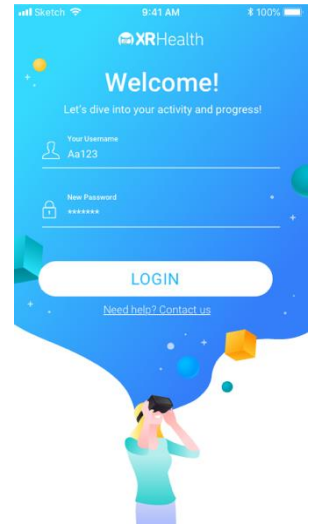 Sketch 9:41 AM 100%
XRHealth
Welcome!
Let's dive into your activity and progress!
Your Username
Aa123
New Password
*******
LOGIN
Need help? Contact us